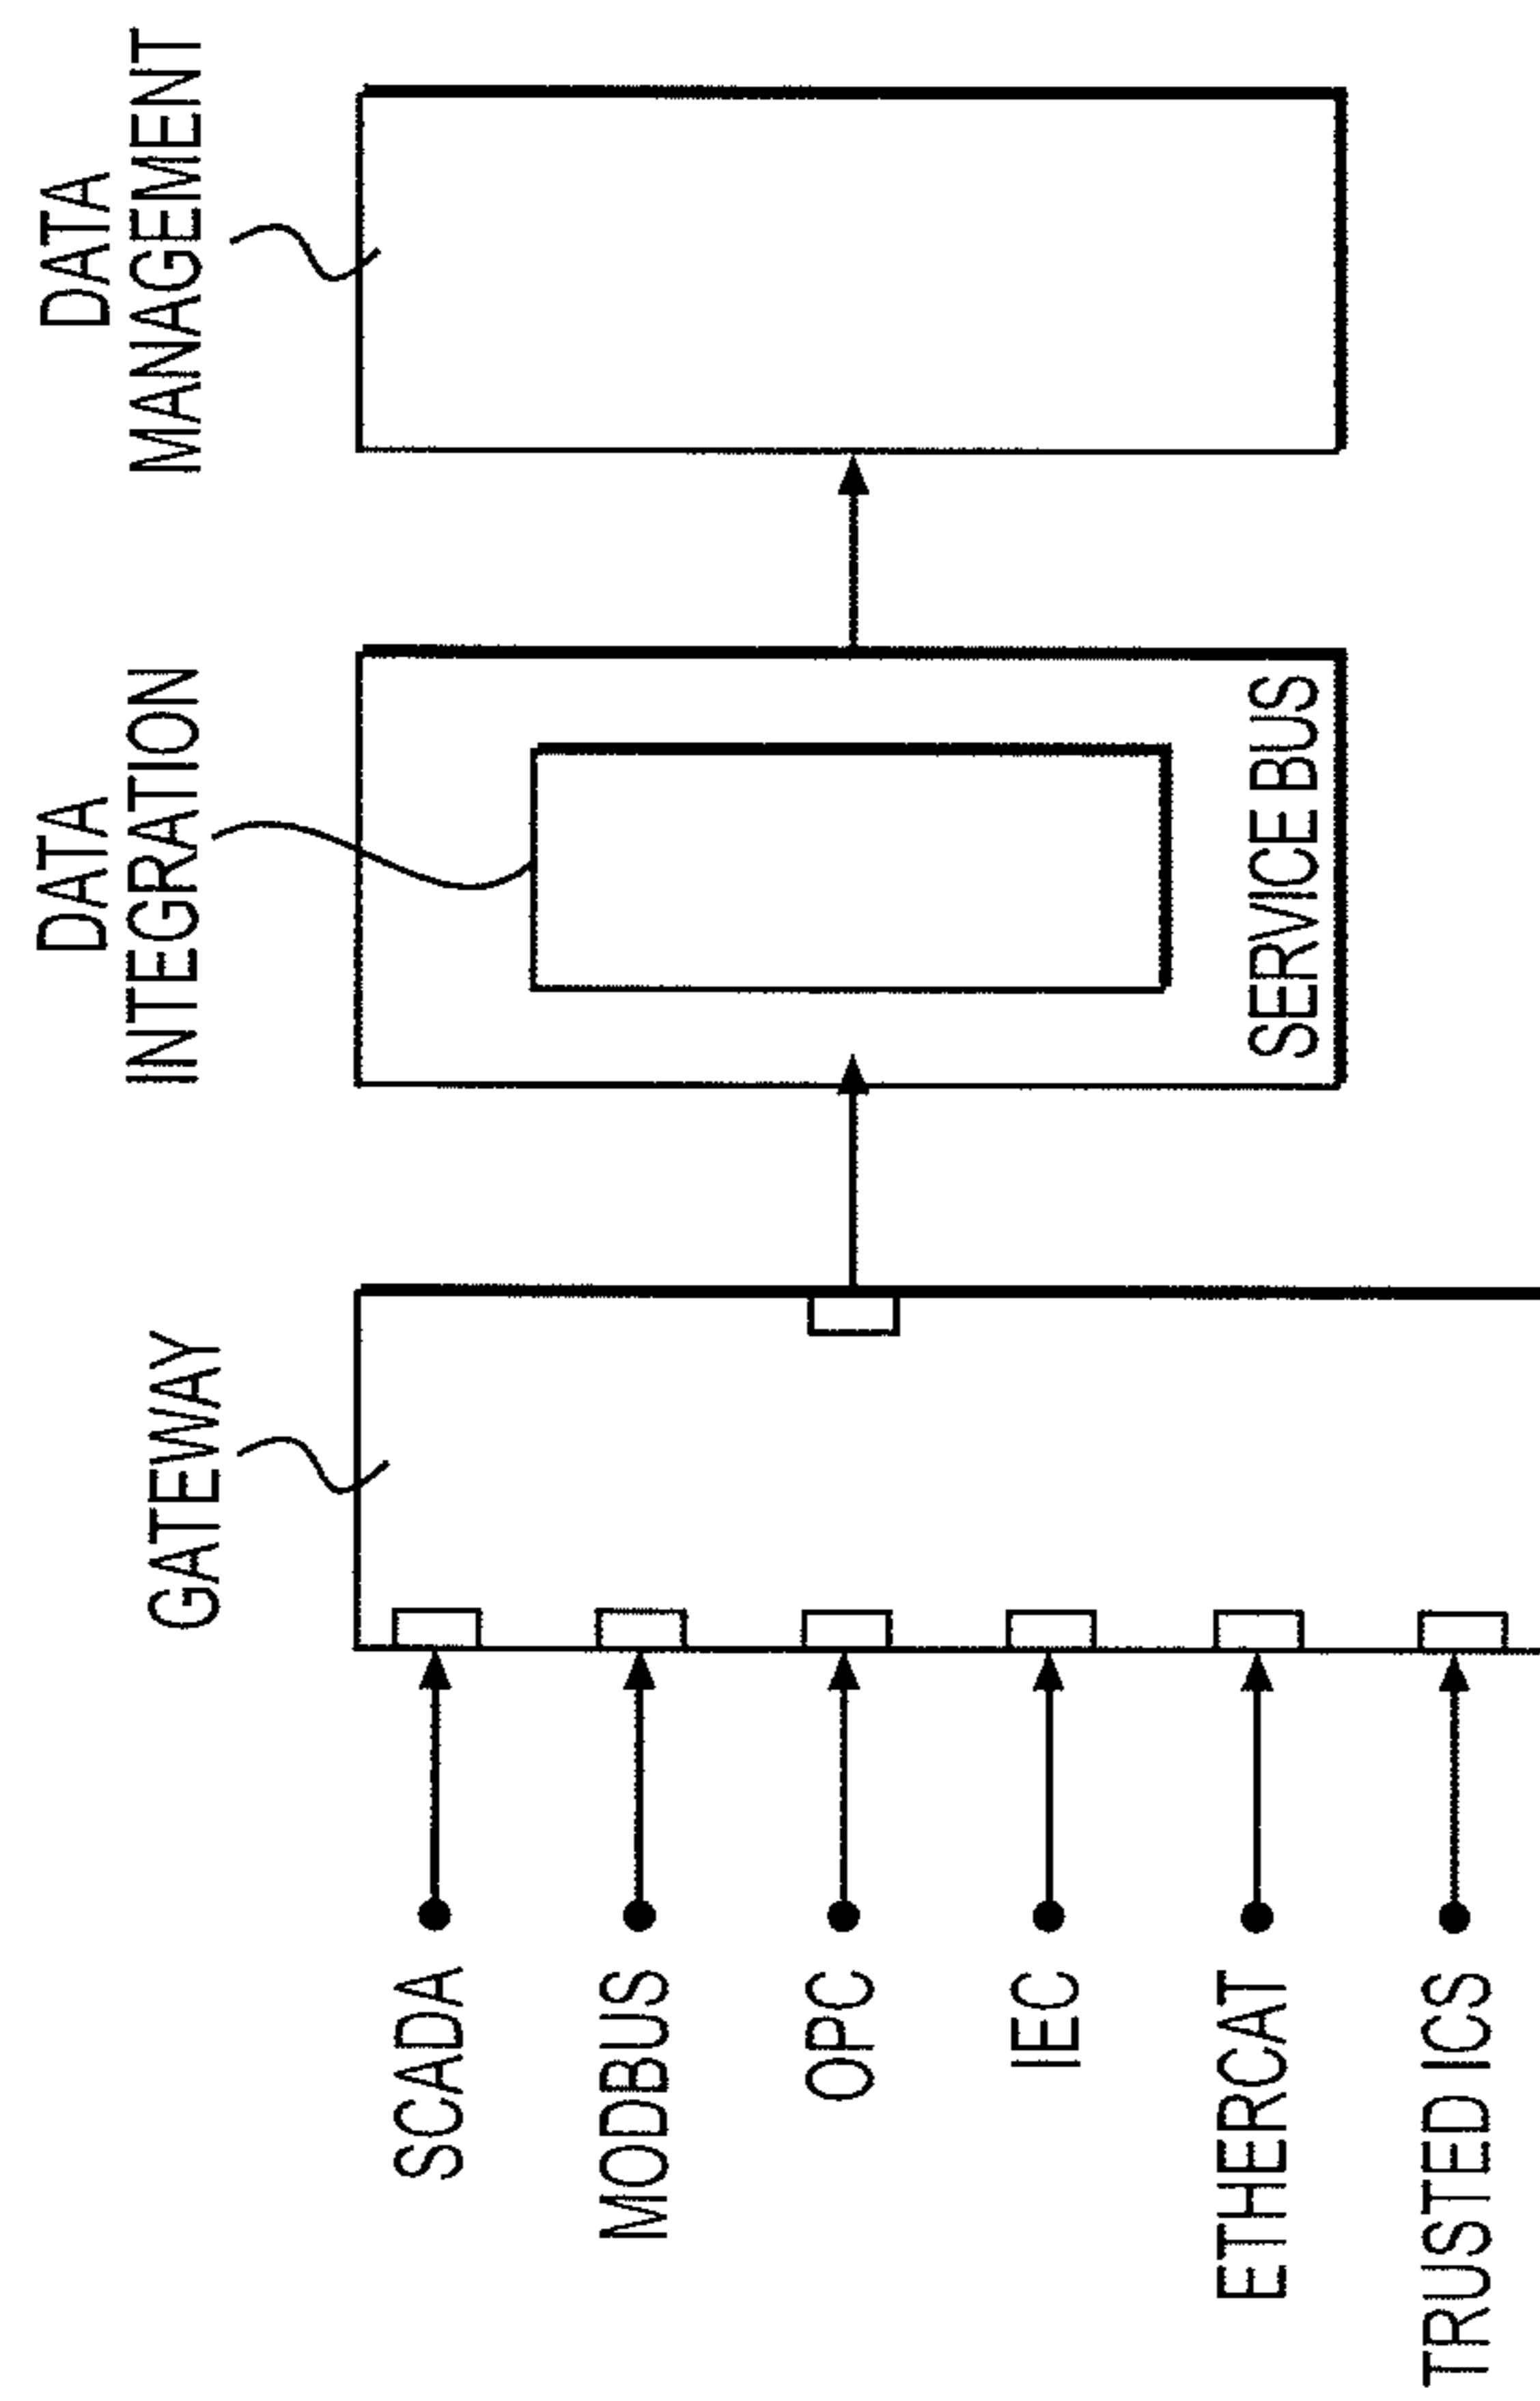 SCADA
MODBUS
OPC
IEC
ETHERCAT
TRUSTED ICS
GATEWAY
DATA
INTEGRATION
SERVICE BUS
DATA
MANAGEMENT